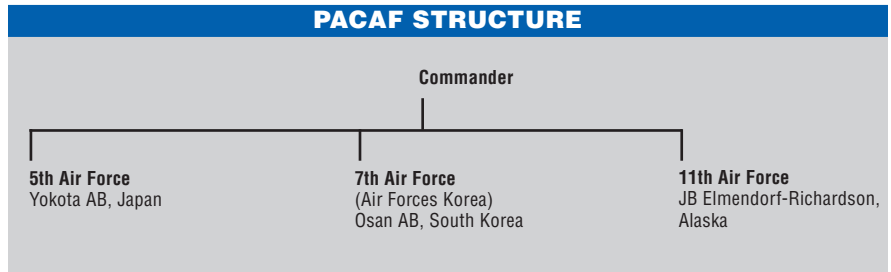 PACAF STRUCTURE
Commander
5th Air Force
Yokota AB, Japan
7th Air Force
(Air Forces Korea)
Osan AB, South Korea
11th Air Force
JB Elmendorf-Richardson,
Alaska